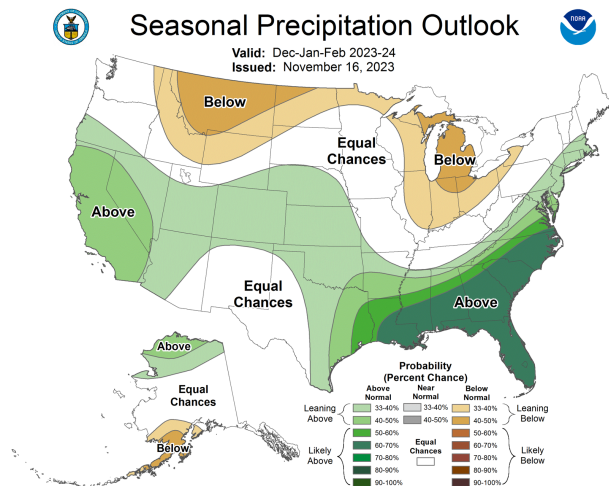 Seasonal Precipitation Outlook
NOAA
Valid: Dec-Jan-Feb 2023-24
Issued: November 16, 2023
Below
Equal
Chances
Below
Above
Equal
Chances
Above
Above
Equal
Chances
Below
Probability
(Percent Chance)
Above
Normal
Near
Normal
Below
Normal
Leaning
Above
33-40%
33-40%
33-40%
Leaning
Below
40-50%
40-50%
40-50%
Likely
Above
50-60%
60-70%
70-80%
80-90%
90-100%
Equal
Chances
50-60%
60-70%
70-80%
80-90%
90-100%
Likely
Below